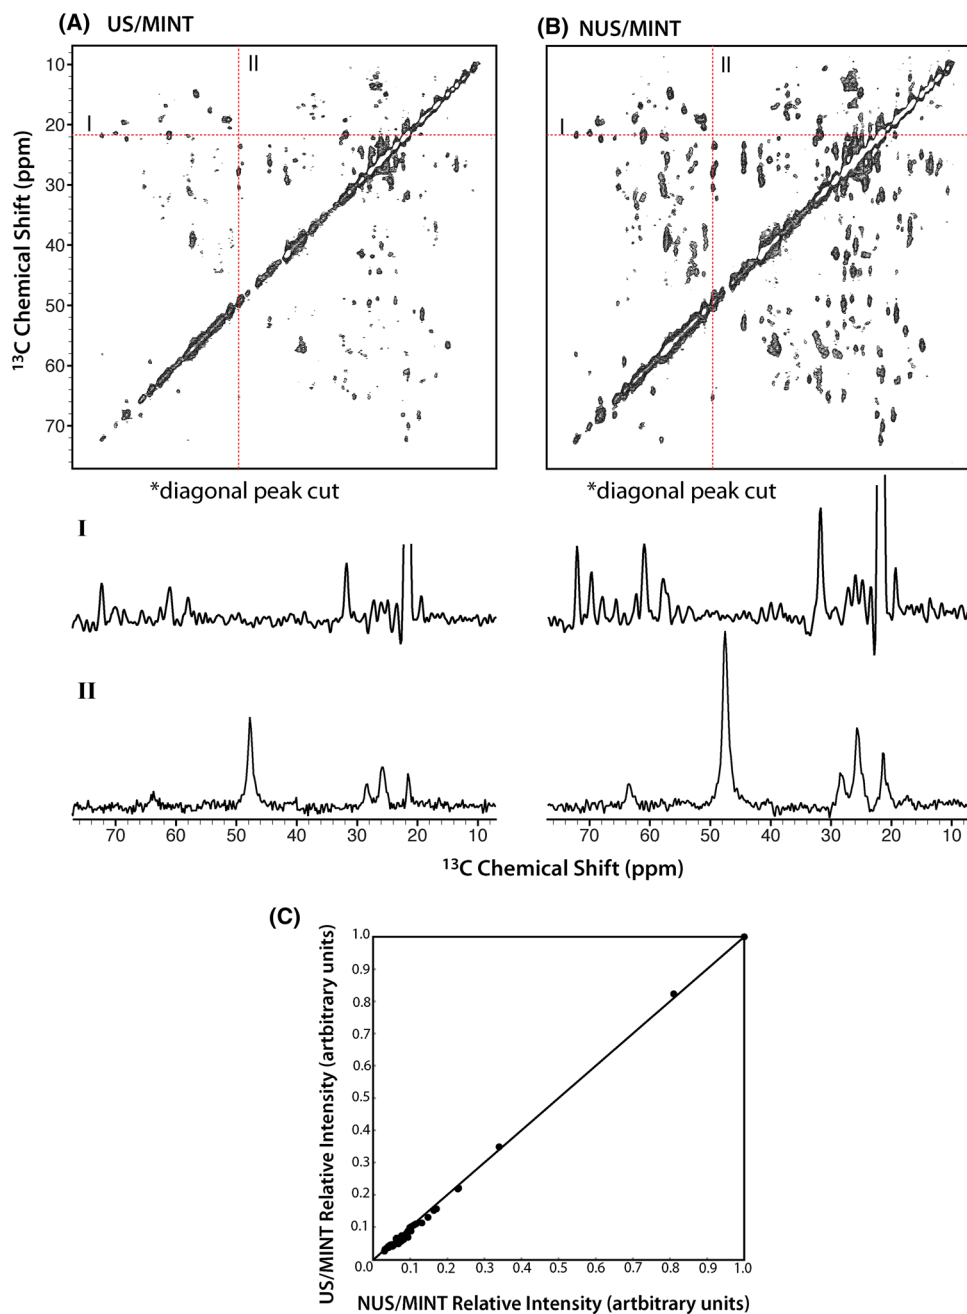 (A) US/MINT
(B) NUS/MINT
II
II
I
I
10
20
30
40
50
60
70
13C Chemical Shift (ppm)
*diagonal peak cut
*diagonal peak cut
I
II
70 60 50 40 30 20 10
70 60 50 40 30 20 10
13C Chemical Shift (ppm)
(C)
US/MINT Relative Intensity (artbitrary units)
1.0
0.9
0.8
0.7
0.6
0.5
0.4
0.3
0.2
0.1
0.0 0.1 0.2 0.3 0.4 0.5 0.6 0.7 0.8 0.9 1.0
NUS/MINT Relative Intensity (artbitrary units)